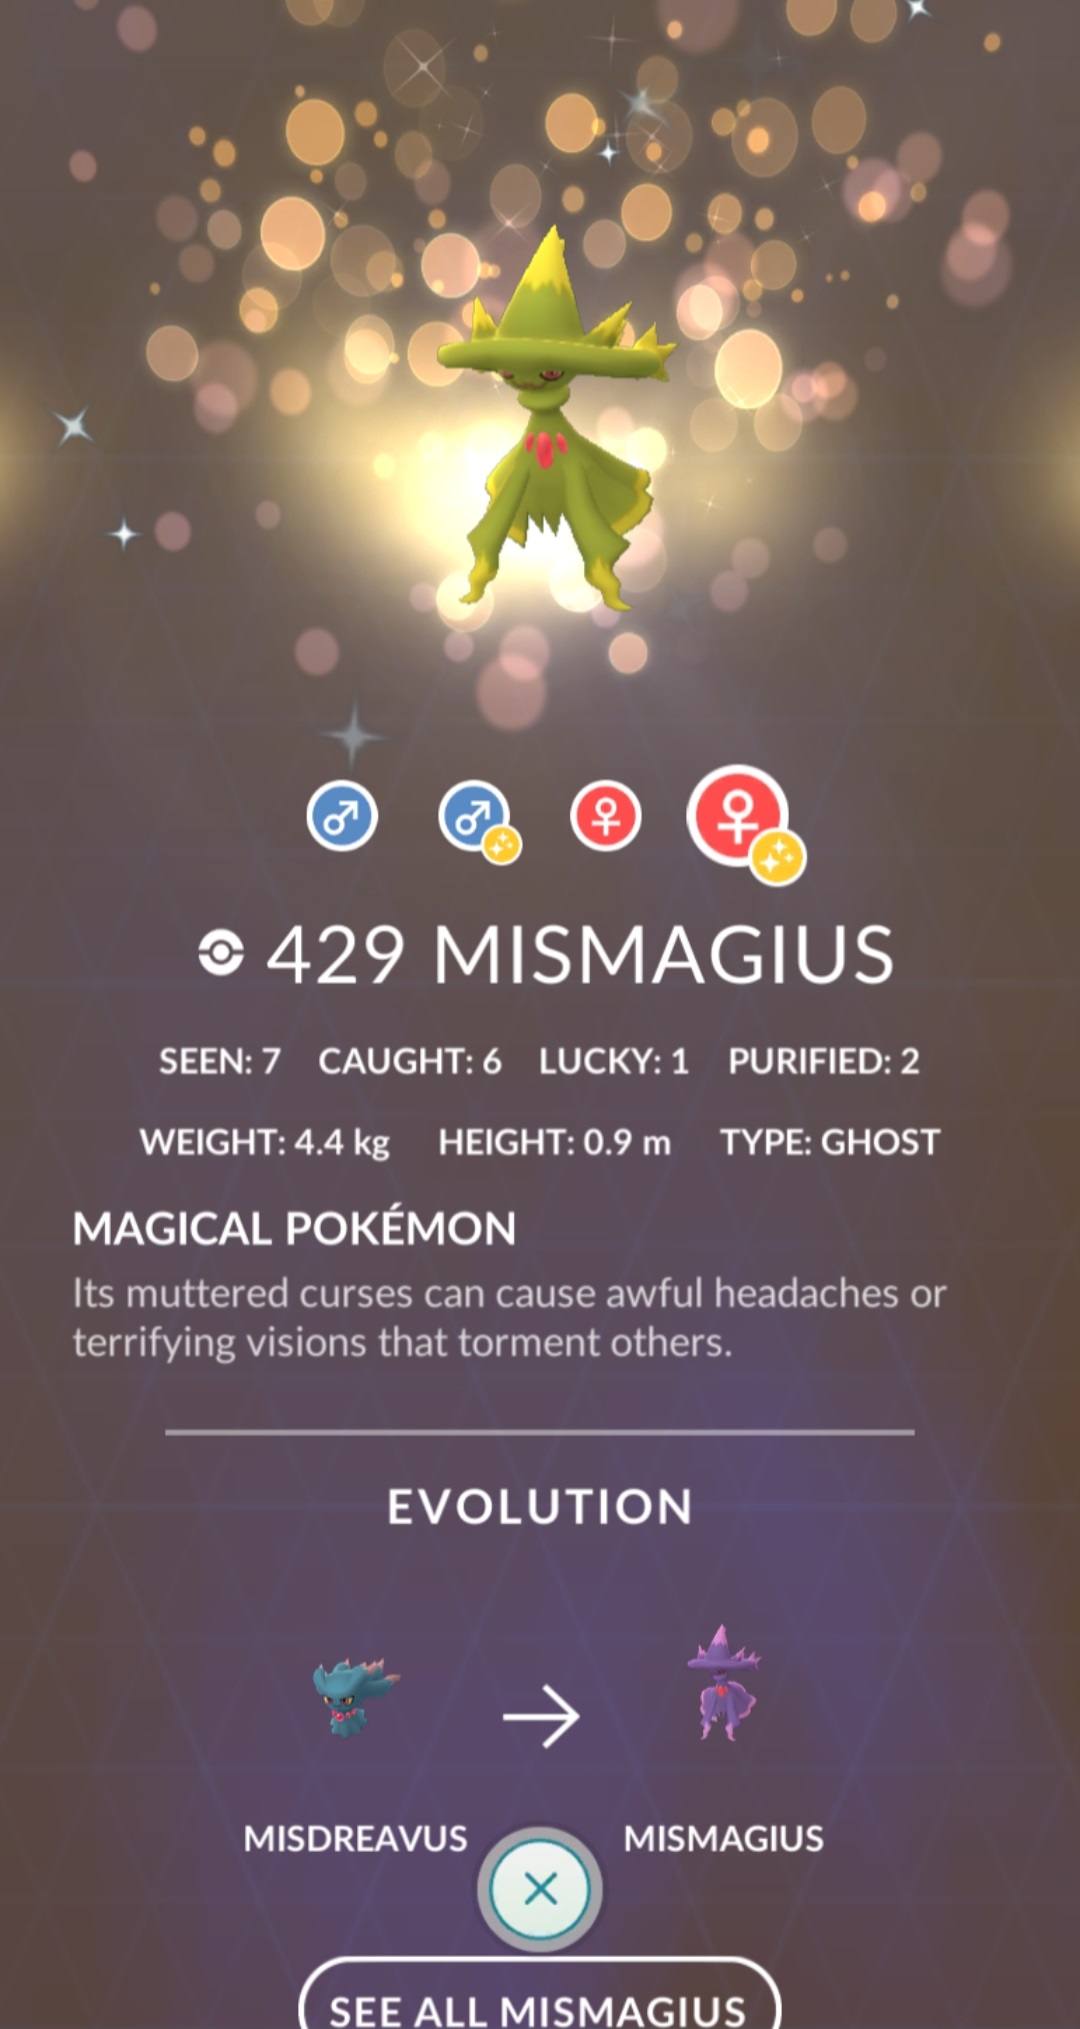 429 MISMAGIUS
SEEN: 7 CAUGHT: 6 LUCKY: 1 PURIFIED: 2
WEIGHT: 4.4 kg HEIGHT: 0.9 m TYPE: GHOST
MAGICAL POKÉMON
Its muttered curses can cause awful headaches or
terrifying visions that torment others.
EVOLUTION
MISDREAVUS MISMAGIUS
SEE ALL MISMAGIUS